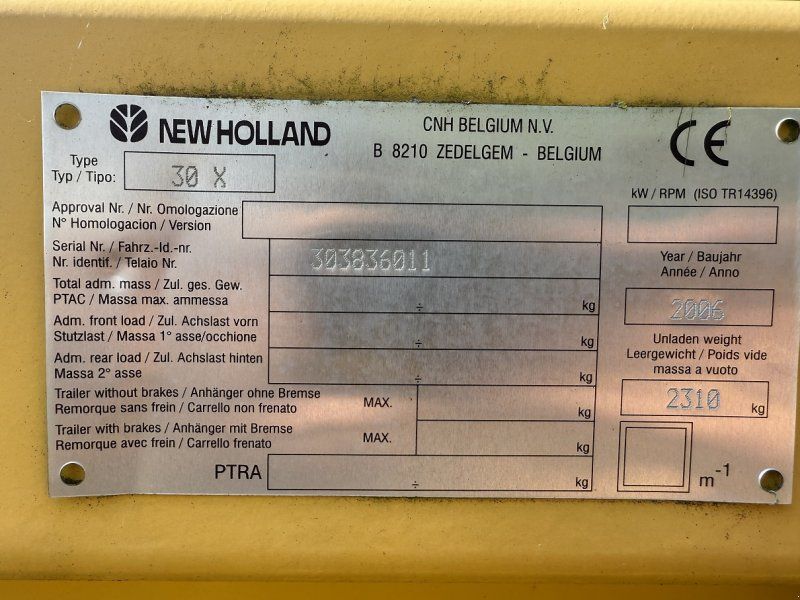 NEW HOLLAND
CNH BELGIUM N.V.
B 8210 ZEDELGEM - BELGIUM
CE
Type
Typ / Tipo:
30 X
kW / RPM (ISO TR14396)
Approval Nr. / Nr. Omologazione
N° Homologacion / Version
Serial Nr. / Fahrz.-Id.-nr.
Nr. identif. / Telaio Nr.
303836011
Year / Baujahr
Année / Anno
2006
Total adm. mass / Zul. ges. Gew.
PTAC / Massa max. ammessa
÷ kg
Adm. front load / Zul. Achslast vorn
Stutzlast / Massa 1° asse/occhione
÷ kg
Unladen weight
Leergewicht / Poids vide
massa a vuoto
2310 kg
Adm. rear load / Zul. Achslast hinten
Massa 2° asse
÷ kg
Trailer without brakes / Anhänger ohne Bremse
Remorque sans frein / Carrello non frenato
MAX. kg
Trailer with brakes / Anhänger mit Bremse
Remorque avec frein / Carrello frenato
MAX. kg
PTRA ÷ kg
m-1